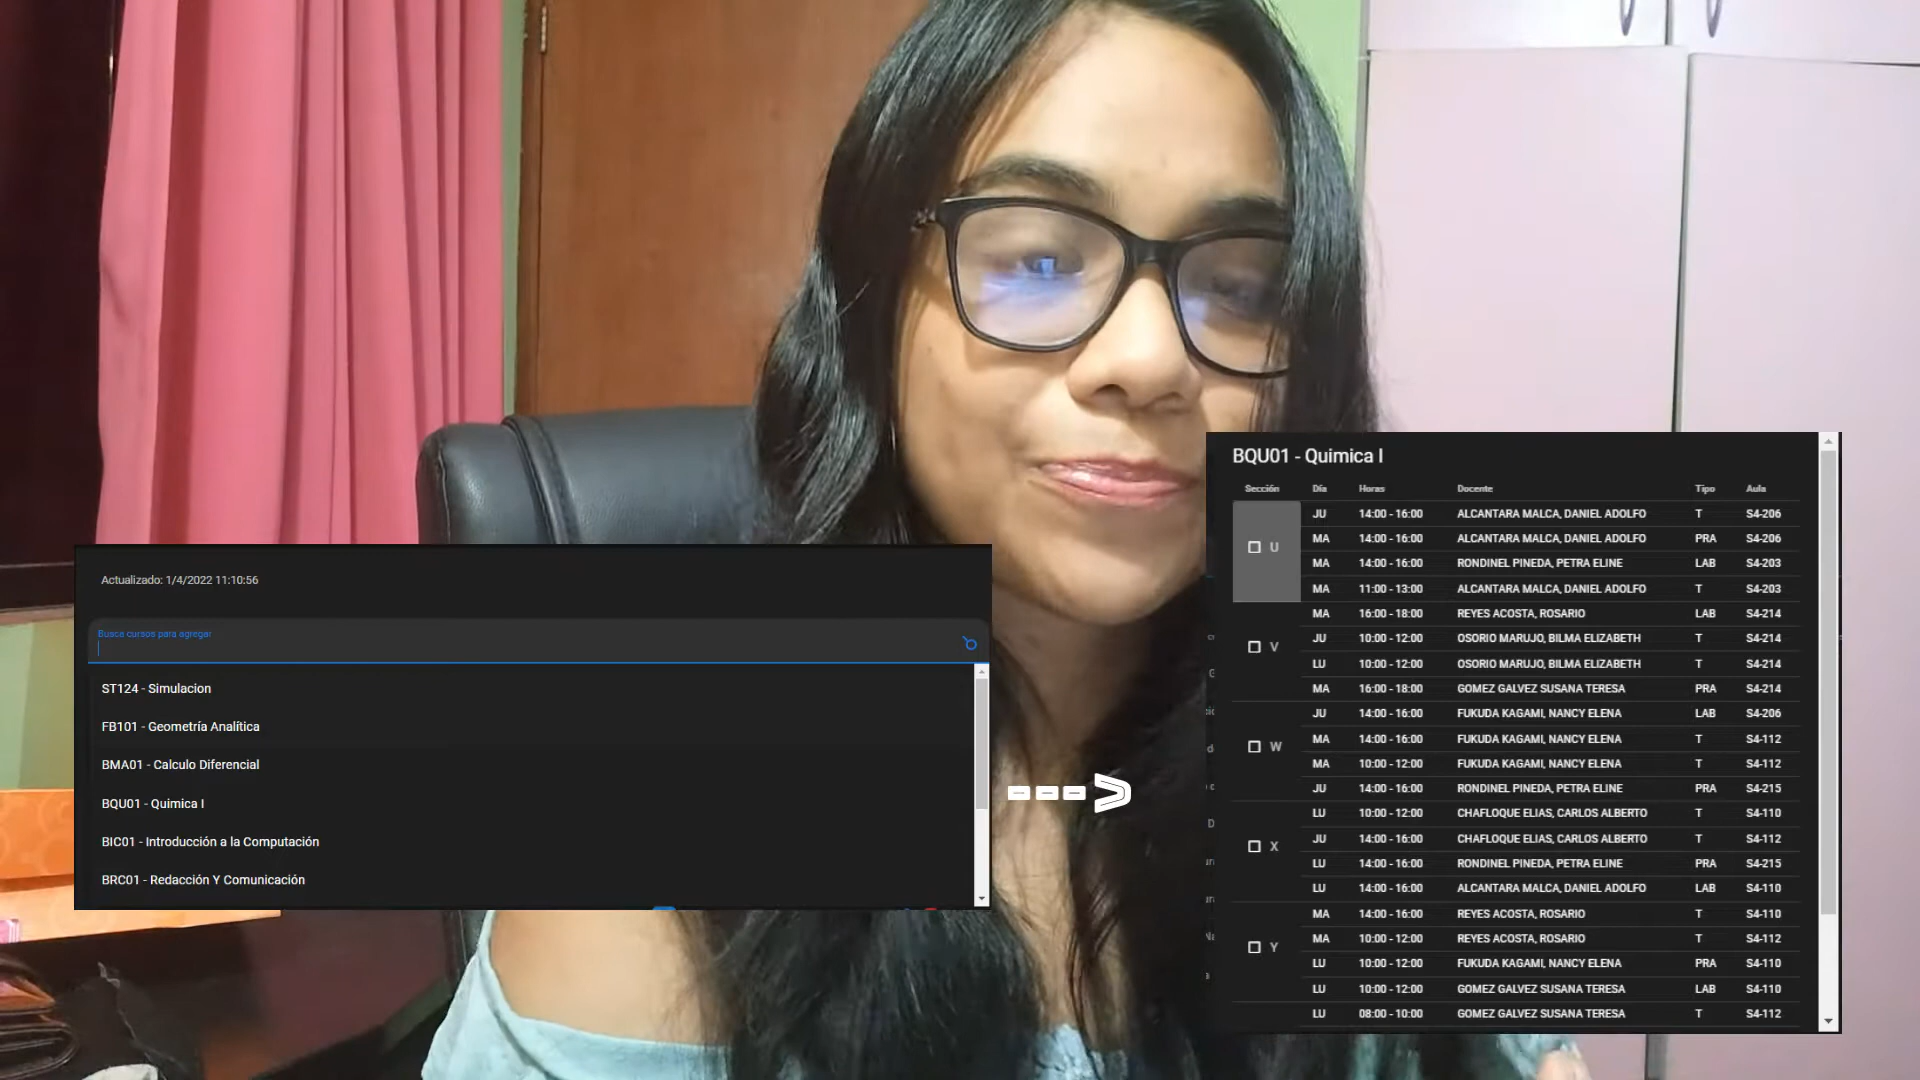 Actualizado: 1/4/2022 11:10:56
Busca cursos para agregar
ST124 - Simulacion
FB101 - Geometría Analítica
BMA01 - Calculo Diferencial
BQU01 - Quimica I
BIC01 - Introducción a la Computación
BRC01 - Redacción Y Comunicación
--->
BQU01 - Quimica I
Sección Día Horas Docente Tipo Aula
JU 14:00 - 16:00 ALCANTARA MALCA, DANIEL ADOLFO T S4-206
U
MA 14:00 - 16:00 ALCANTARA MALCA, DANIEL ADOLFO PRA S4-206
MA 14:00 - 16:00 RONDINEL PINEDA, PETRA ELINE LAB S4-203
MA 11:00 - 13:00 ALCANTARA MALCA, DANIEL ADOLFO T S4-203
MA 16:00 - 18:00 REYES ACOSTA, ROSARIO LAB S4-214
V
JU 10:00 - 12:00 OSORIO MARUJO, BILMA ELIZABETH T S4-214
LU 10:00 - 12:00 OSORIO MARUJO, BILMA ELIZABETH T S4-214
MA 16:00 - 18:00 GOMEZ GALVEZ SUSANA TERESA PRA S4-214
JU 14:00 - 16:00 FUKUDA KAGAMI, NANCY ELENA LAB S4-206
W
MA 14:00 - 16:00 FUKUDA KAGAMI, NANCY ELENA T S4-112
MA 10:00 - 12:00 FUKUDA KAGAMI, NANCY ELENA T S4-112
JU 14:00 - 16:00 RONDINEL PINEDA, PETRA ELINE PRA S4-215
LU 10:00 - 12:00 CHAFLOQUE ELIAS, CARLOS ALBERTO T S4-110
X
JU 14:00 - 16:00 CHAFLOQUE ELIAS, CARLOS ALBERTO T S4-112
LU 14:00 - 16:00 RONDINEL PINEDA, PETRA ELINE PRA S4-215
LU 14:00 - 16:00 ALCANTARA MALCA, DANIEL ADOLFO LAB S4-110
MA 14:00 - 16:00 REYES ACOSTA, ROSARIO T S4-110
Y
MA 10:00 - 12:00 REYES ACOSTA, ROSARIO T S4-112
LU 10:00 - 12:00 FUKUDA KAGAMI, NANCY ELENA PRA S4-110
LU 10:00 - 12:00 GOMEZ GALVEZ SUSANA TERESA LAB S4-110
LU 08:00 - 10:00 GOMEZ GALVEZ SUSANA TERESA T S4-112